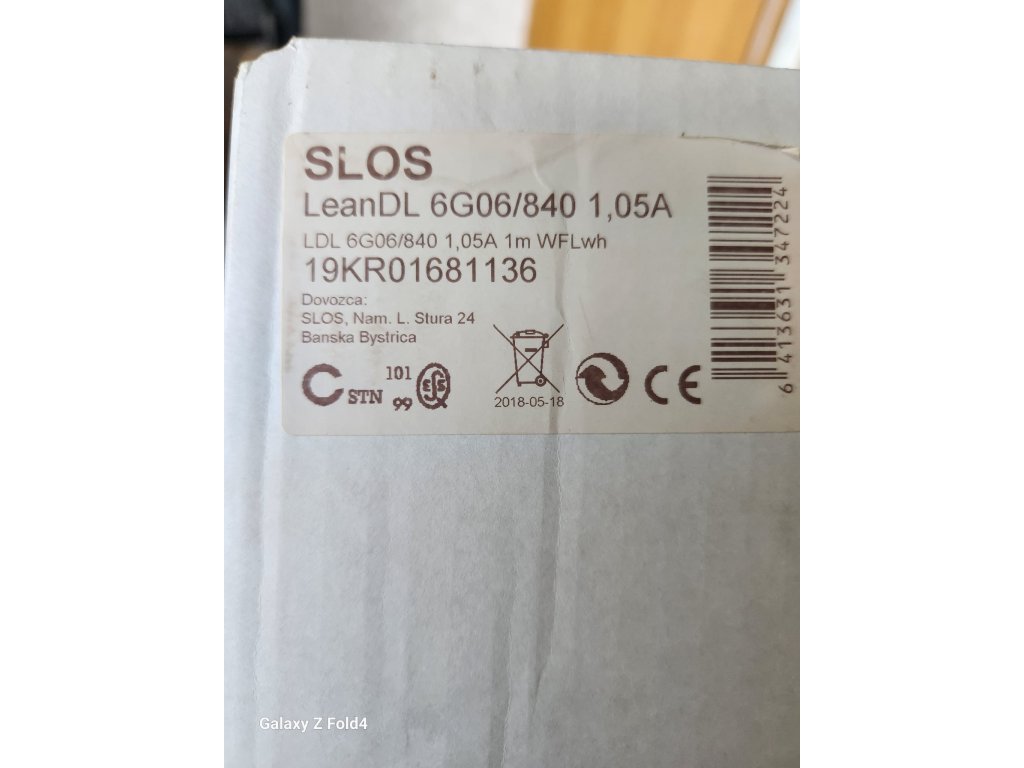 SLOS
LeanDL 6G06/840 1,05A
LDL 6G06/840 1,05A 1m WFLwh
19KR01681136
Dovozca:
SLOS, Nam. L. Stura 24
Banska Bystrica
STN
101
99
2018-05-18
CE
6 413631 347224
Galaxy Z Fold4